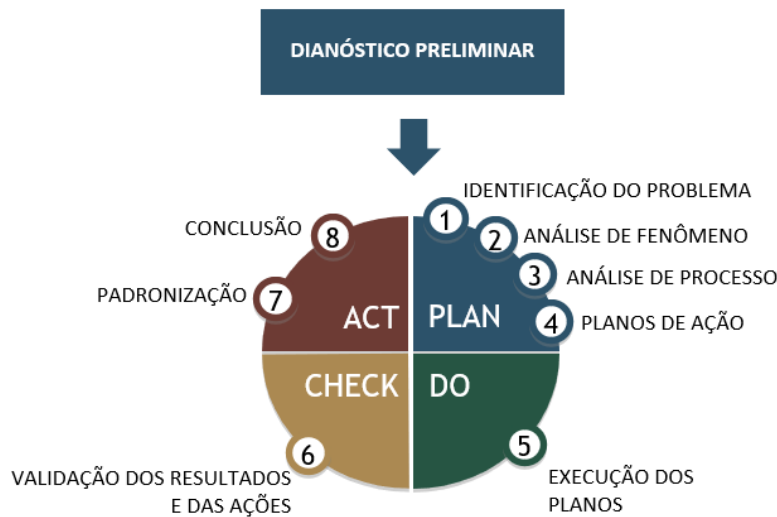 DIANÓSTICO PRELIMINAR
1
IDENTIFICAÇÃO DO PROBLEMA
2
ANÁLISE DE FENÔMENO
3
ANÁLISE DE PROCESSO
4
PLANOS DE AÇÃO
PLAN
DO
5
EXECUÇÃO DOS
PLANOS
CHECK
6
VALIDAÇÃO DOS RESULTADOS
E DAS AÇÕES
ACT
7
PADRONIZAÇÃO
8
CONCLUSÃO